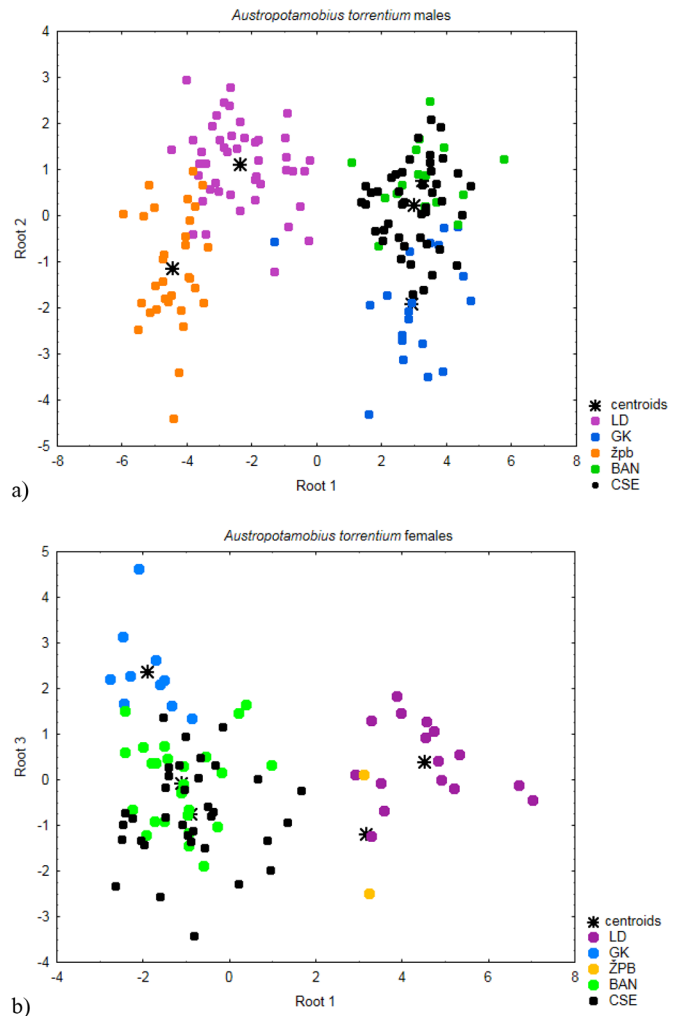 Austropotamobius torrentium males
4
3
2
1
0
-1
-2
-3
-4
-5
Root 2
-8 -6 -4 -2 0 2 4 6 8
Root 1
centroids
LD
GK
žpb
BAN
CSE
a)
Austropotamobius torrentium females
5
4
3
2
1
0
-1
-2
-3
-4
Root 3
-4 -2 0 2 4 6 8
Root 1
centroids
LD
GK
ŽPB
BAN
CSE
b)